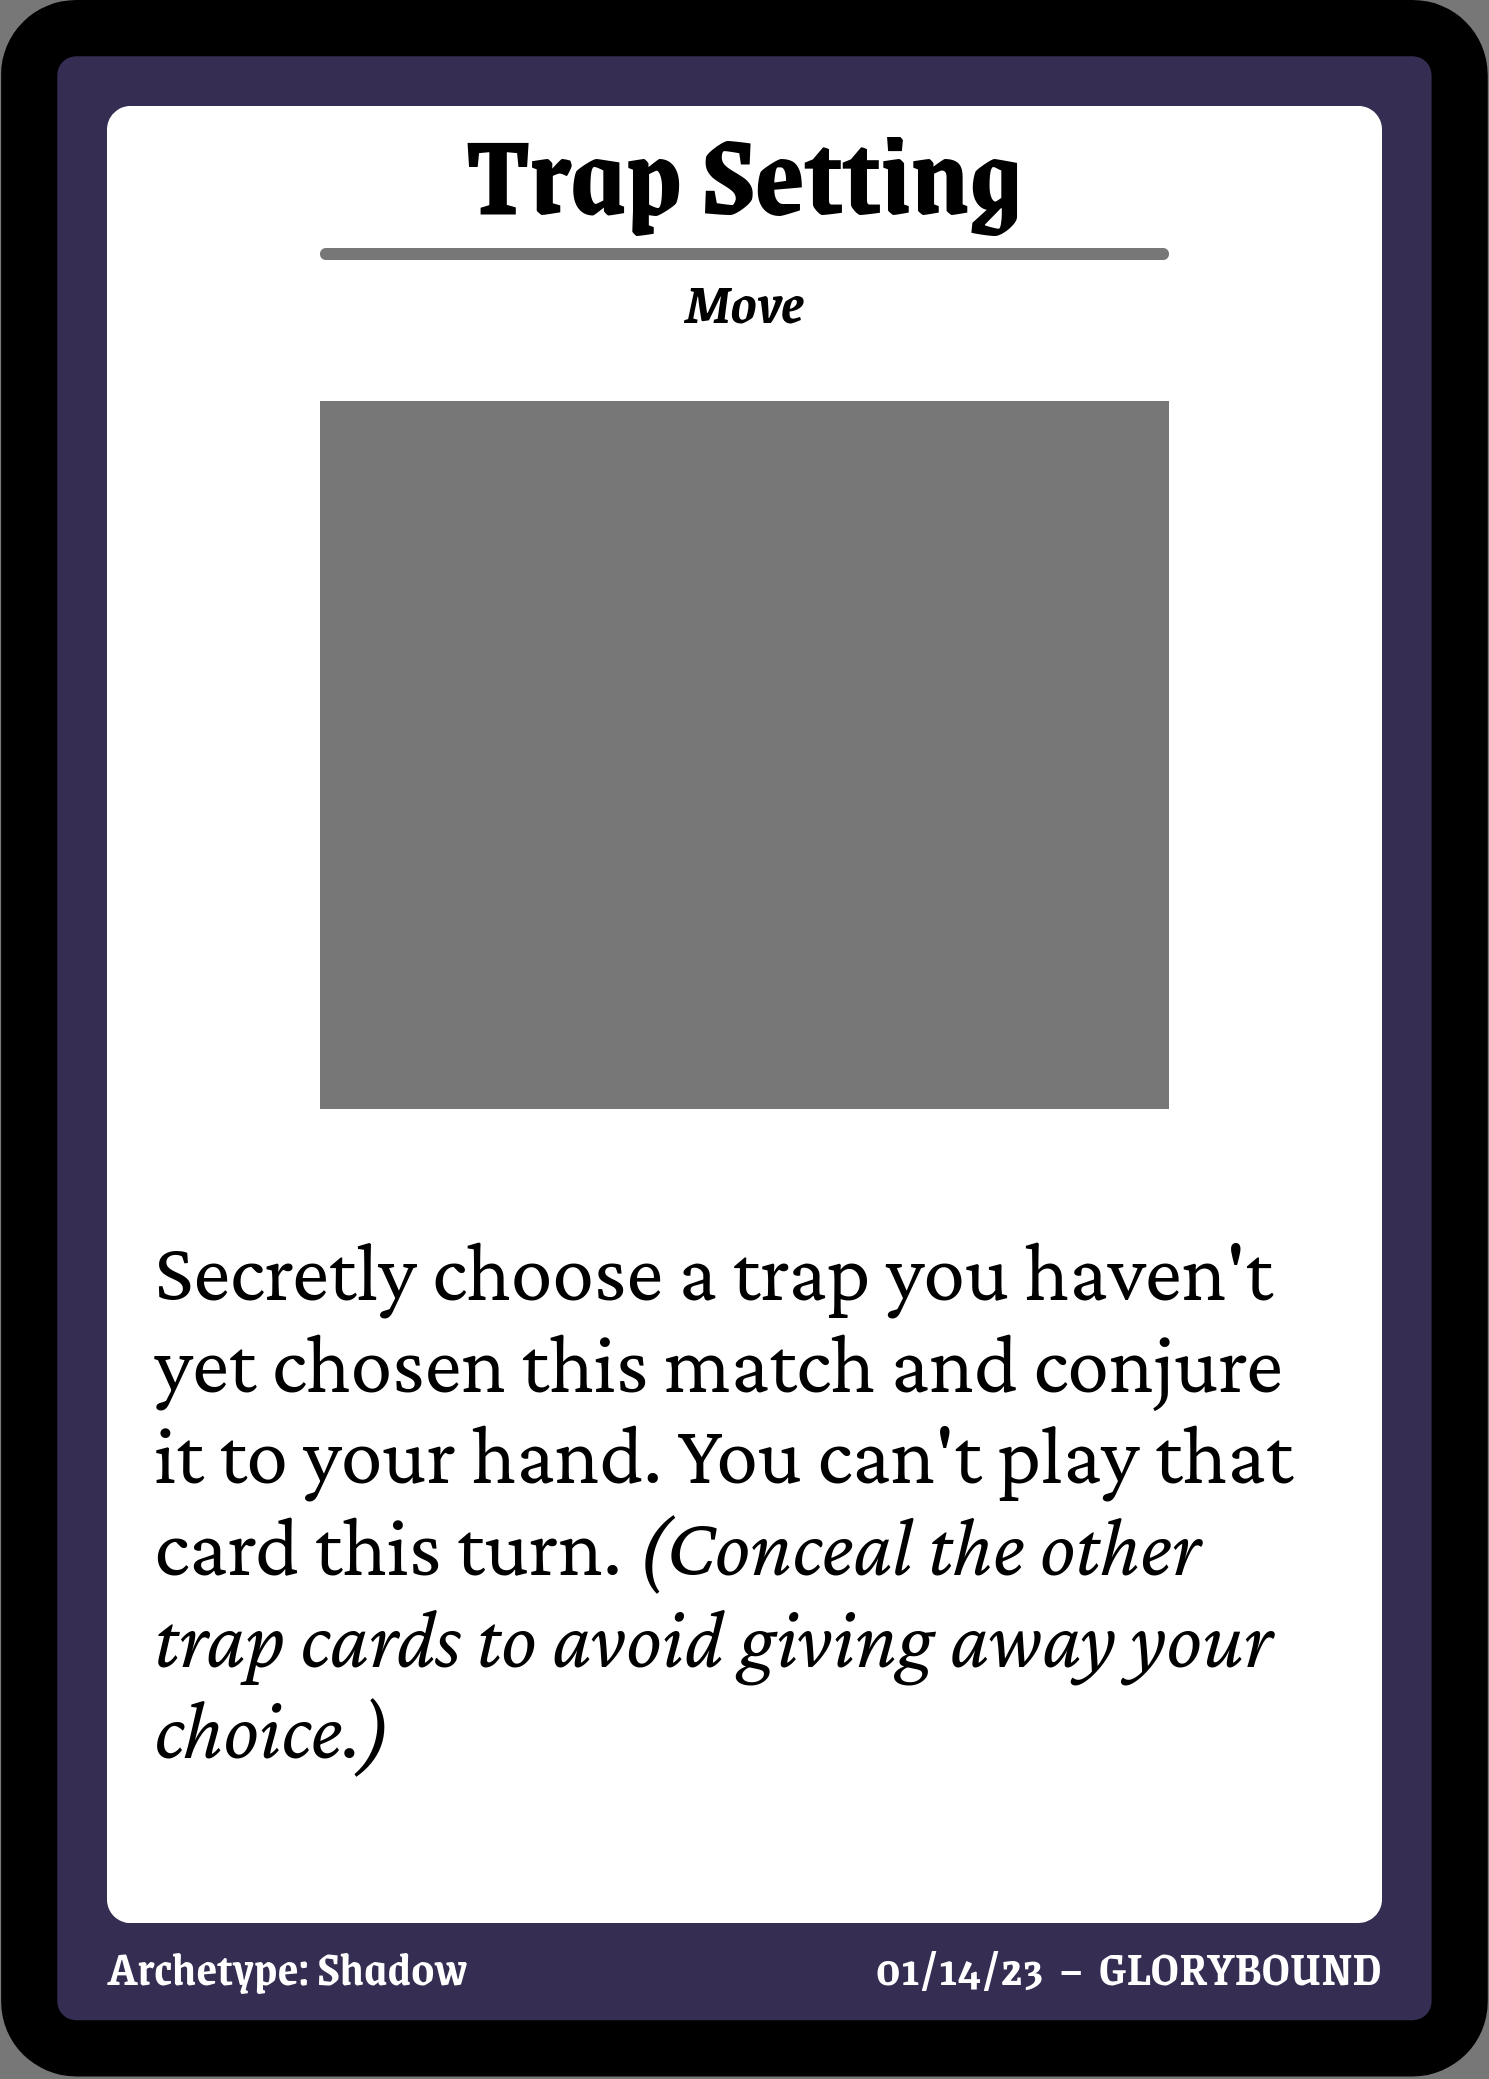 Trap Setting
Move
Secretly choose a trap you haven't
yet chosen this match and conjure
it to your hand. You can't play that
card this turn. (Conceal the other
trap cards to avoid giving away your
choice.)
Archetype: Shadow
01/14/23 – GLORYBOUND